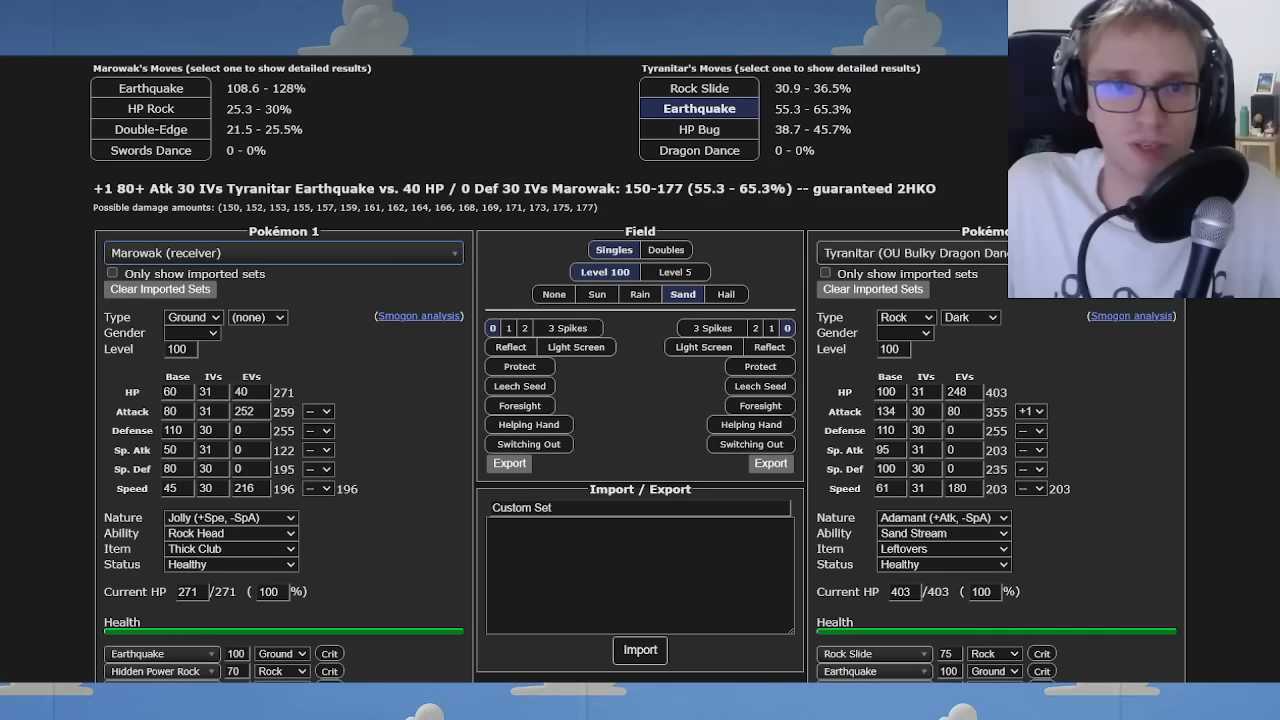 Marowak's Moves (select one to show detailed results)
Earthquake 108.6 - 128%
HP Rock 25.3 - 30%
Double-Edge 21.5 - 25.5%
Swords Dance 0 - 0%
Tyranitar's Moves (select one to show detailed results)
Rock Slide 30.9 - 36.5%
Earthquake 55.3 - 65.3%
HP Bug 38.7 - 45.7%
Dragon Dance 0 - 0%
+1 80+ Atk 30 IVs Tyranitar Earthquake vs. 40 HP / 0 Def 30 IVs Marowak: 150-177 (55.3 - 65.3%) -- guaranteed 2HKO
Possible damage amounts: (150, 152, 153, 155, 157, 159, 161, 162, 164, 166, 168, 169, 171, 173, 175, 177)
Pokémon 1
Marowak (receiver)
Only show imported sets
Clear Imported Sets
Type Ground (none) (Smogon analysis)
Gender
Level 100
Base IVs EVs
HP 60 31 40 271
Attack 80 31 252 259 --
Defense 110 30 0 255 --
Sp. Atk 50 31 0 122 --
Sp. Def 80 30 0 195 --
Speed 45 30 216 196 -- 196
Nature Jolly (+Spe, -SpA)
Ability Rock Head
Item Thick Club
Status Healthy
Current HP 271 /271 ( 100 %)
Health
Earthquake 100 Ground Crit
Hidden Power Rock 70 Rock Crit
Field
Singles Doubles
Level 100 Level 5
None Sun Rain Sand Hail
0 1 2 3 Spikes 3 Spikes 2 1 0
Reflect Light Screen Light Screen Reflect
Protect Protect
Leech Seed Leech Seed
Foresight Foresight
Helping Hand Helping Hand
Switching Out Switching Out
Export Export
Import / Export
Custom Set
Import
Pokém
Tyranitar (OU Bulky Dragon Dan
Only show imported sets
Clear Imported Sets
Type Rock Dark (Smogon analysis)
Gender
Level 100
Base IVs EVs
HP 100 31 248 403
Attack 134 30 80 355 +1
Defense 110 30 0 255 --
Sp. Atk 95 31 0 203 --
Sp. Def 100 30 0 235 --
Speed 61 31 180 203 -- 203
Nature Adamant (+Atk, -SpA)
Ability Sand Stream
Item Leftovers
Status Healthy
Current HP 403 /403 ( 100 %)
Health
Rock Slide 75 Rock Crit
Earthquake 100 Ground Crit